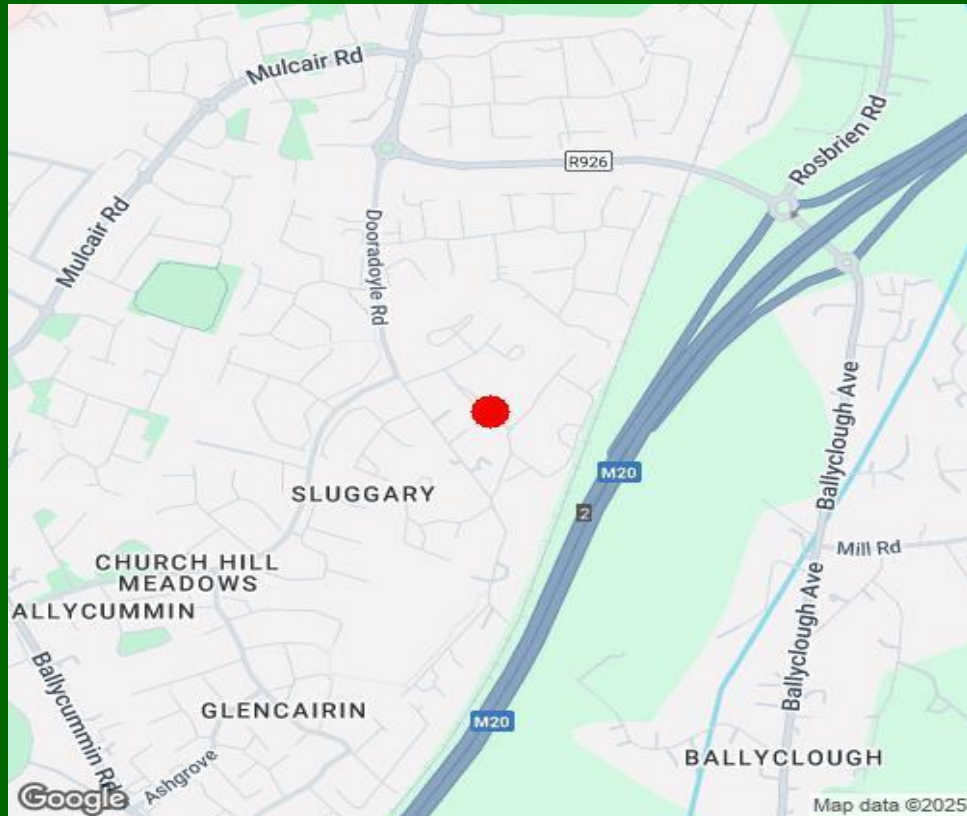 Mulcair Rd
R926
Rosbrien Rd
Mulcair Rd
Dooradoyle Rd
Ballyclough Ave
M20
SLUGGARY
2
Mill Rd
CHURCH HILL
MEADOWS
ALLYCUMMIN
Ballyclough Ave
Ballycummin Rd
GLENCAIRIN
M20
BALLYCLOUGH
Ashgrove
Google
Map data ©2025